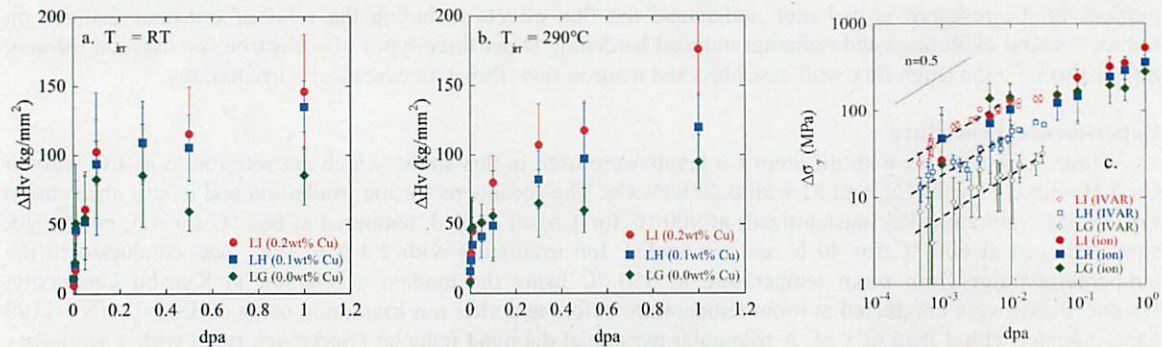 a. T_irr = RT
ΔHv (kg/mm²)
200
150
100
50
0
LI (0.2wt% Cu)
LH (0.1wt% Cu)
LG (0.0wt% Cu)
0 0.2 0.4 0.6 0.8 1 1.2
dpa
b. T_irr = 290°C
ΔHv (kg/mm²)
200
150
100
50
0
LI (0.2wt% Cu)
LH (0.1wt% Cu)
LG (0.0wt% Cu)
0 0.2 0.4 0.6 0.8 1 1.2
dpa
n=0.5
Δσ (MPa)
1000
100
10
1
c.
LI (IVAR)
LH (IVAR)
LG (IVAR)
LI (ion)
LH (ion)
LG (ion)
10⁻⁴ 10⁻³ 10⁻² 10⁻¹ 10⁰
dpa